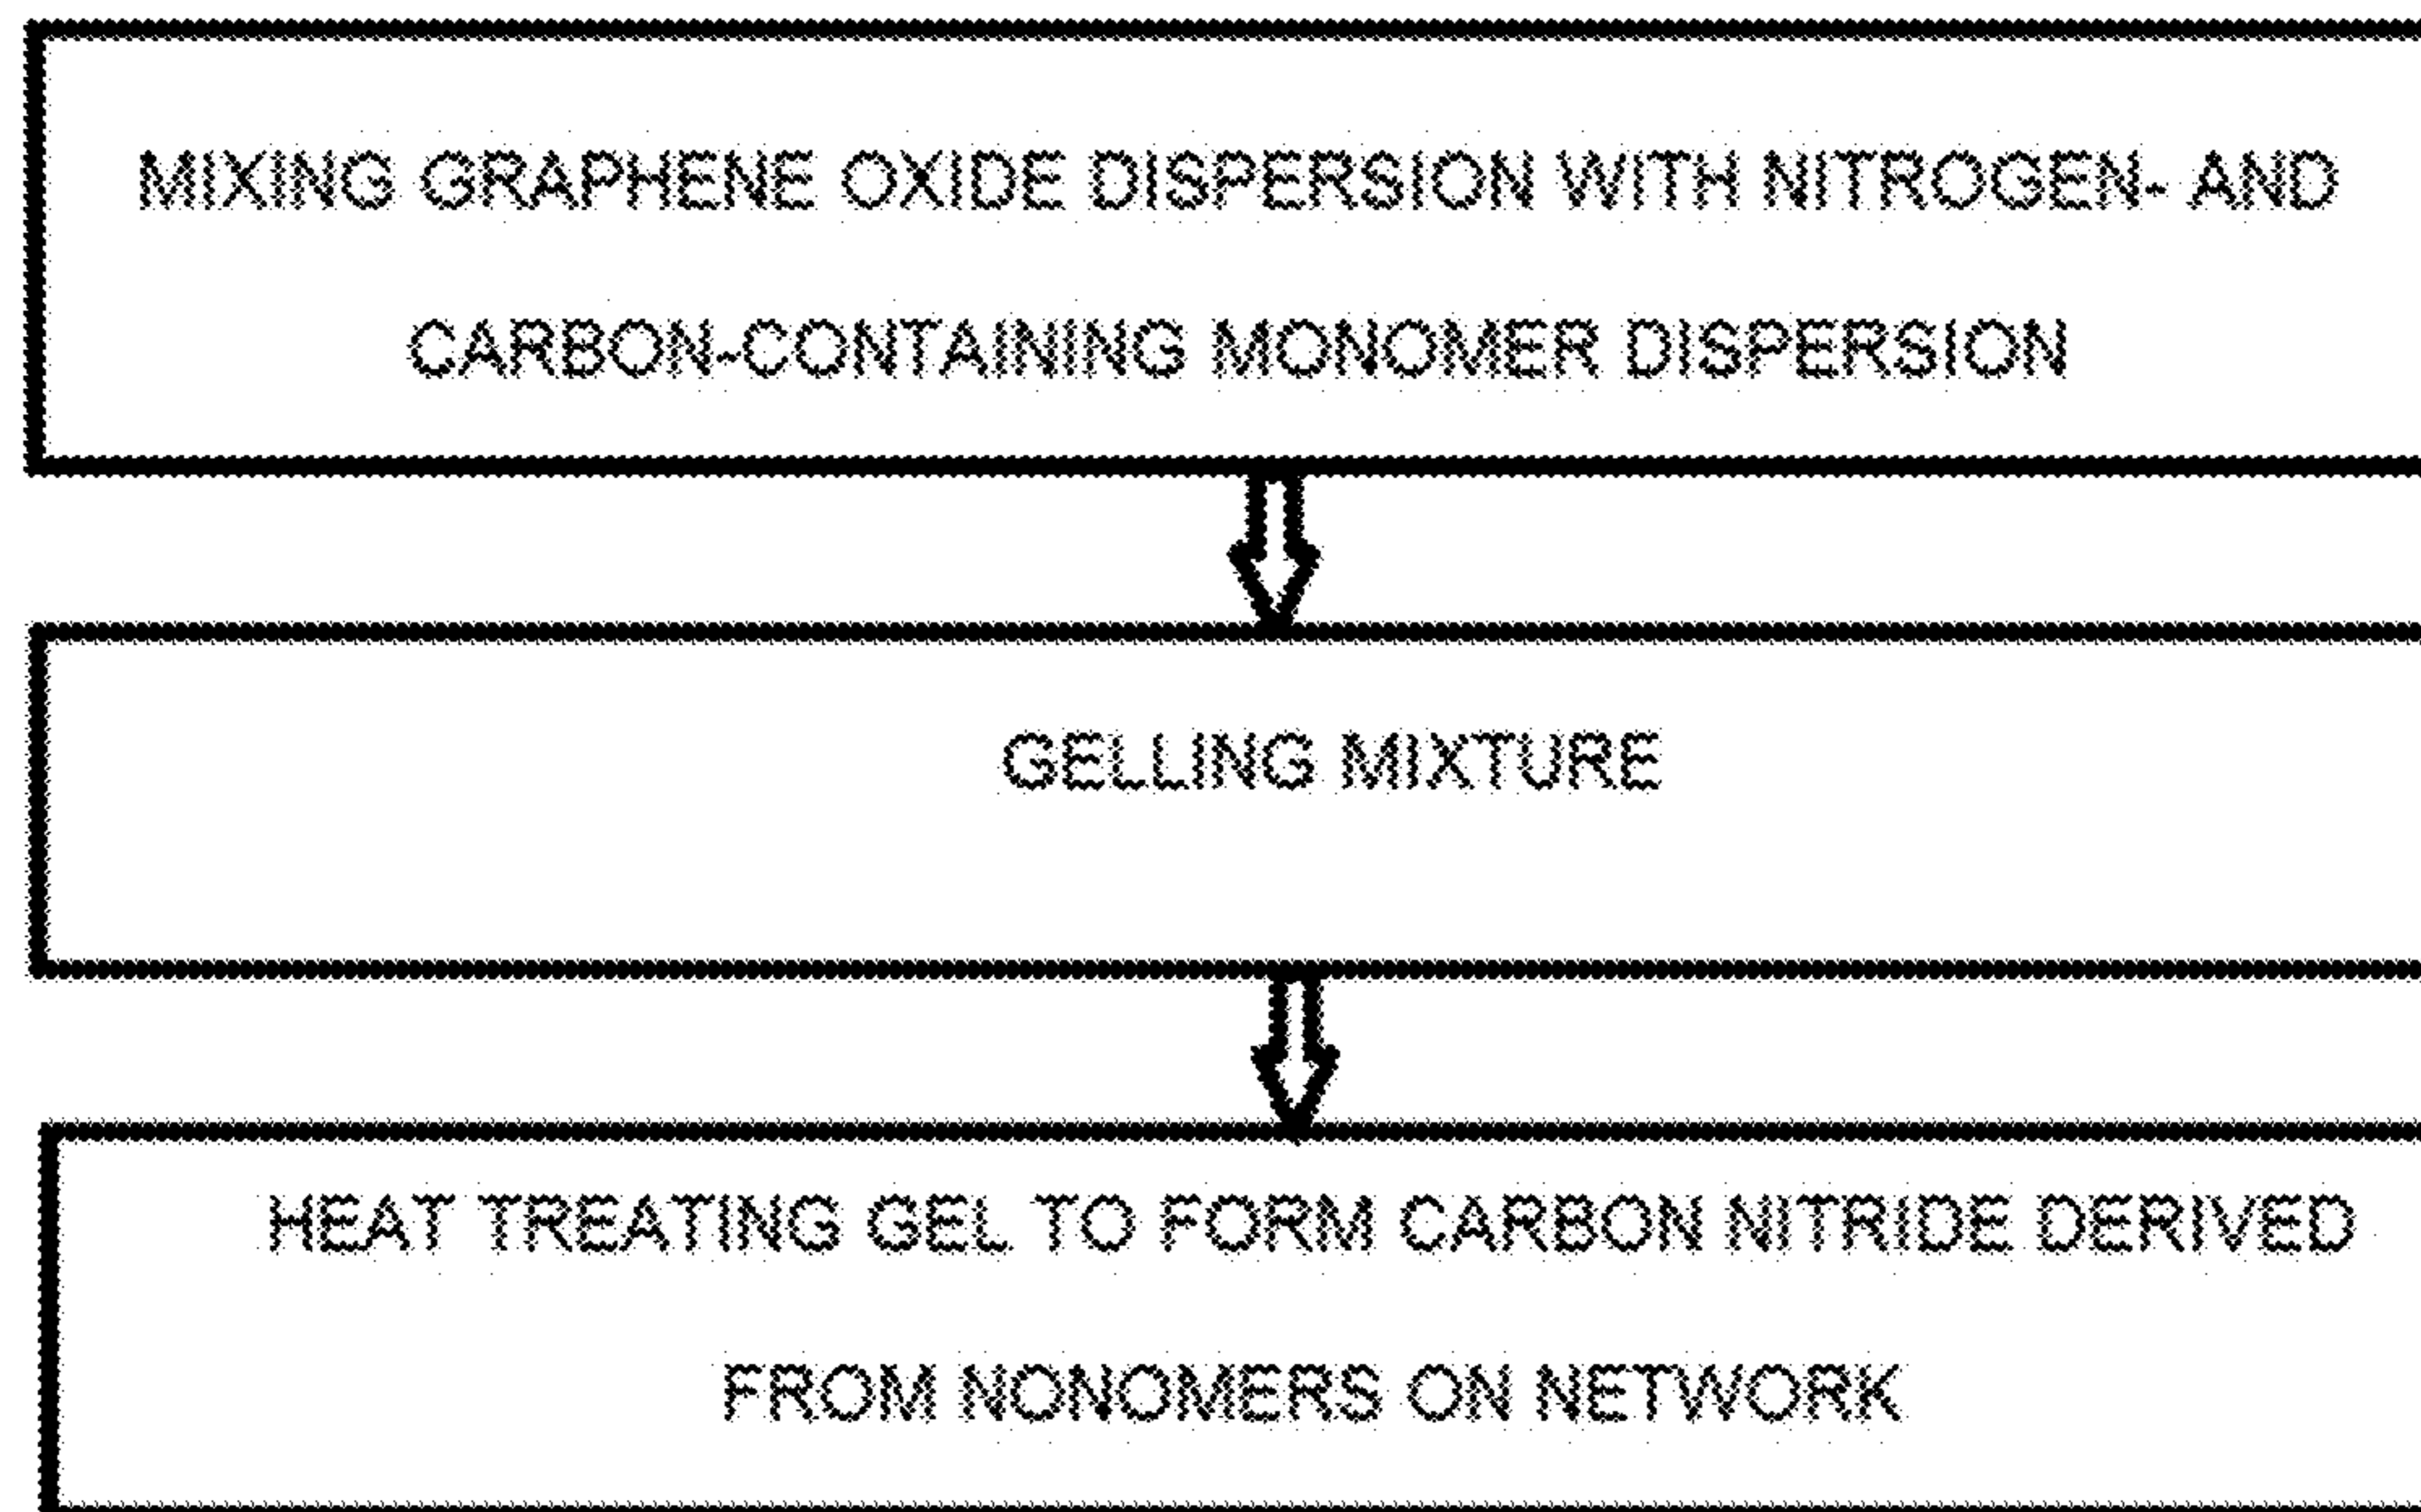 MIXING GRAPHENE OXIDE DISPERSION WITH NITROGEN- AND
CARBON-CONTAINING MONOMER DISPERSION
GELLING MIXTURE
HEAT TREATING GEL TO FORM CARBON NITRIDE DERIVED
FROM NONOMERS ON NETWORK